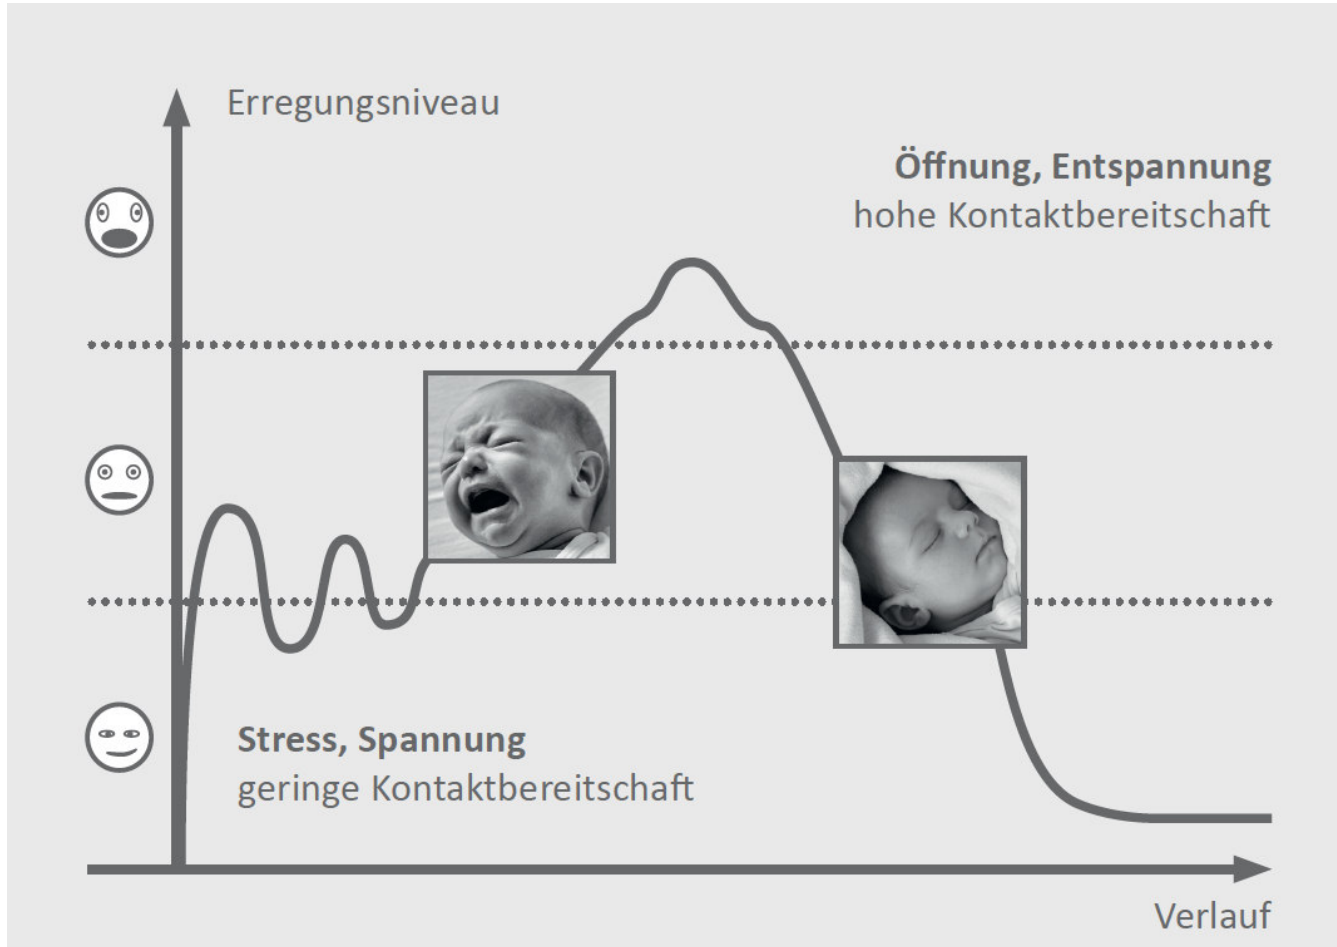 Erregungsniveau
Öffnung, Entspannung
hohe Kontaktbereitschaft
Stress, Spannung
geringe Kontaktbereitschaft
Verlauf